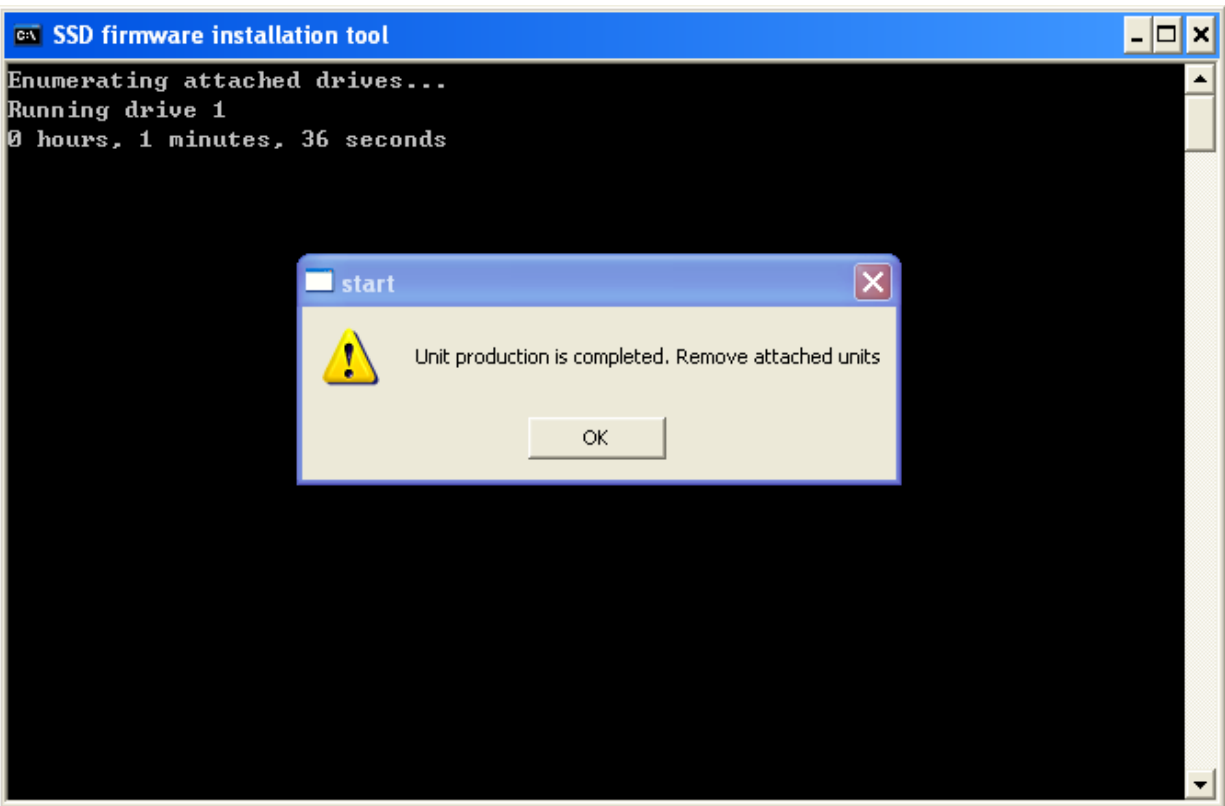 SSD firmware installation tool
Enumerating attached drives...
Running drive 1
0 hours, 1 minutes, 36 seconds
start
Unit production is completed. Remove attached units
OK